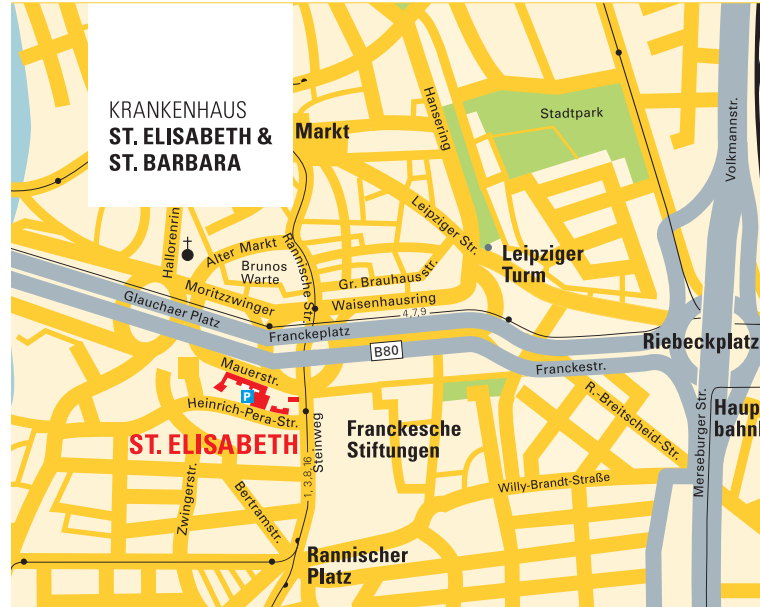 KRANKENHAUS
ST. ELISABETH &
ST. BARBARA
Markt
Hansering
Stadtpark
Volkmannstr.
Leipziger Str.
Hallorenring
Alter Markt
Brunos
Warte
Rannische Str.
Leipziger
Turm
Gr. Brauhausstr.
Moritzzwinger
Waisenhausring
Glauchaer Platz
4,7,9
Franckeplatz
Riebeckplatz
B80
Mauerstr.
Franckestr.
P
Heinrich-Pera-Str.
R.-Breitscheid-Str.
Merseburger Str.
Haup
bahnh
ST. ELISABETH
Steinweg
Franckesche
Stiftungen
1, 3, 8, 16
Zwingerstr.
Bertramstr.
Willy-Brandt-Straße
Rannischer
Platz